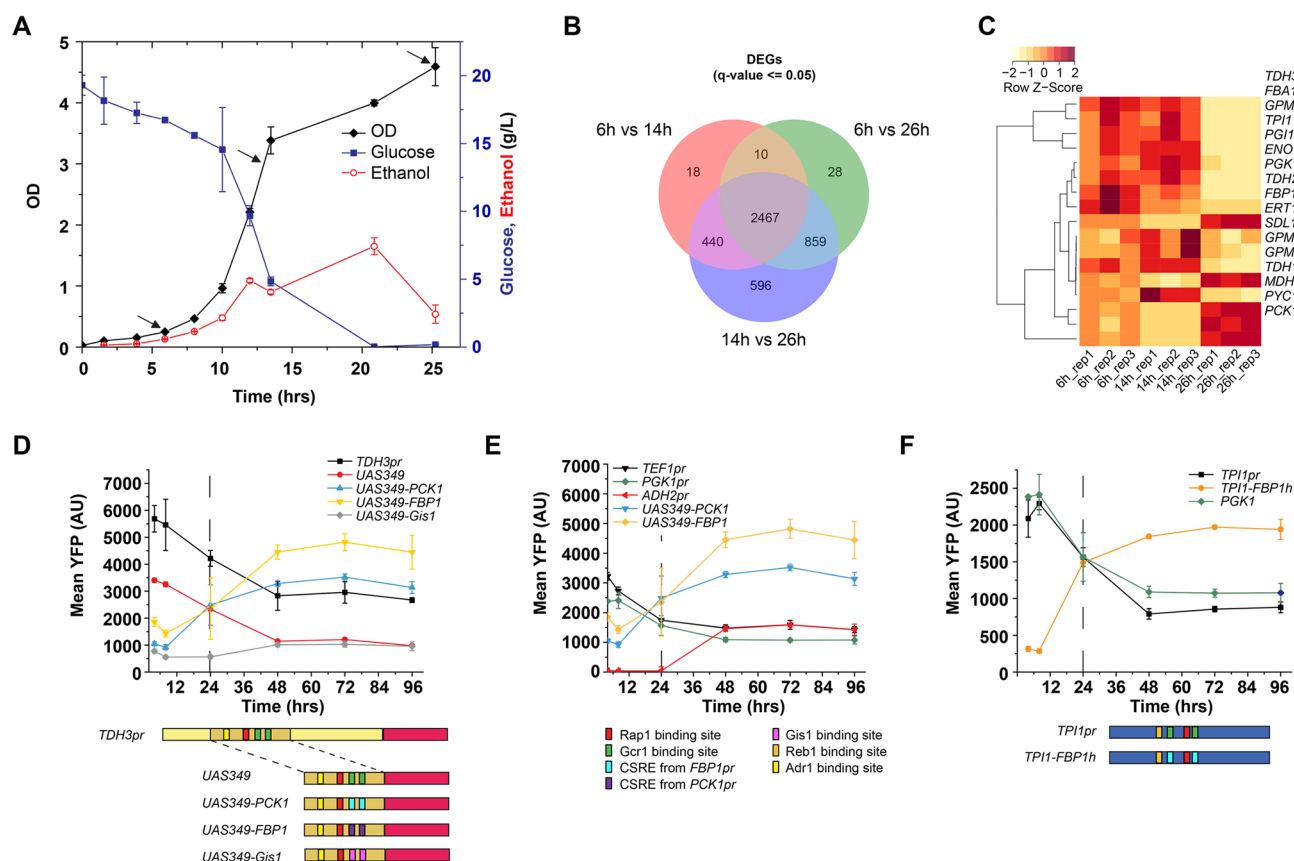 A
5
4
3
2
1
0
OD
0
5
10
15
20
25
Time (hrs)
20
15
10
5
0
Glucose, Ethanol (g/L)
OD
Glucose
Ethanol
B
DEGs
(q-value <= 0.05)
6h vs 14h
6h vs 26h
18
10
28
2467
440
859
596
14h vs 26h
C
−2 −1 0 1 2
Row Z-Score
TDH3
FBA1
GPM
TPI1
PGI1
ENO
PGK
TDH2
FBP1
ERT1
SDL1
GPM
GPM
TDH1
MDH
PYC1
PCK1
6h_rep1
6h_rep2
6h_rep3
14h_rep1
14h_rep2
14h_rep3
26h_rep1
26h_rep2
26h_rep3
D
7000
6000
5000
4000
3000
2000
1000
0
Mean YFP (AU)
TDH3pr
UAS349
UAS349-PCK1
UAS349-FBP1
UAS349-Gis1
12 24 36 48 60 72 84 96
Time (hrs)
TDH3pr
UAS349
UAS349-PCK1
UAS349-FBP1
UAS349-Gis1
E
7000
6000
5000
4000
3000
2000
1000
0
Mean YFP (AU)
TEF1pr
PGK1pr
ADH2pr
UAS349-PCK1
UAS349-FBP1
12 24 36 48 60 72 84 96
Time (hrs)
Rap1 binding site
Gcr1 binding site
CSRE from FBP1pr
CSRE from PCK1pr
Gis1 binding site
Reb1 binding site
Adr1 binding site
F
2500
2000
1500
1000
500
0
Mean YFP (AU)
TPI1pr
TPI1-FBP1h
PGK1
12 24 36 48 60 72 84 96
Time (hrs)
TPI1pr
TPI1-FBP1h